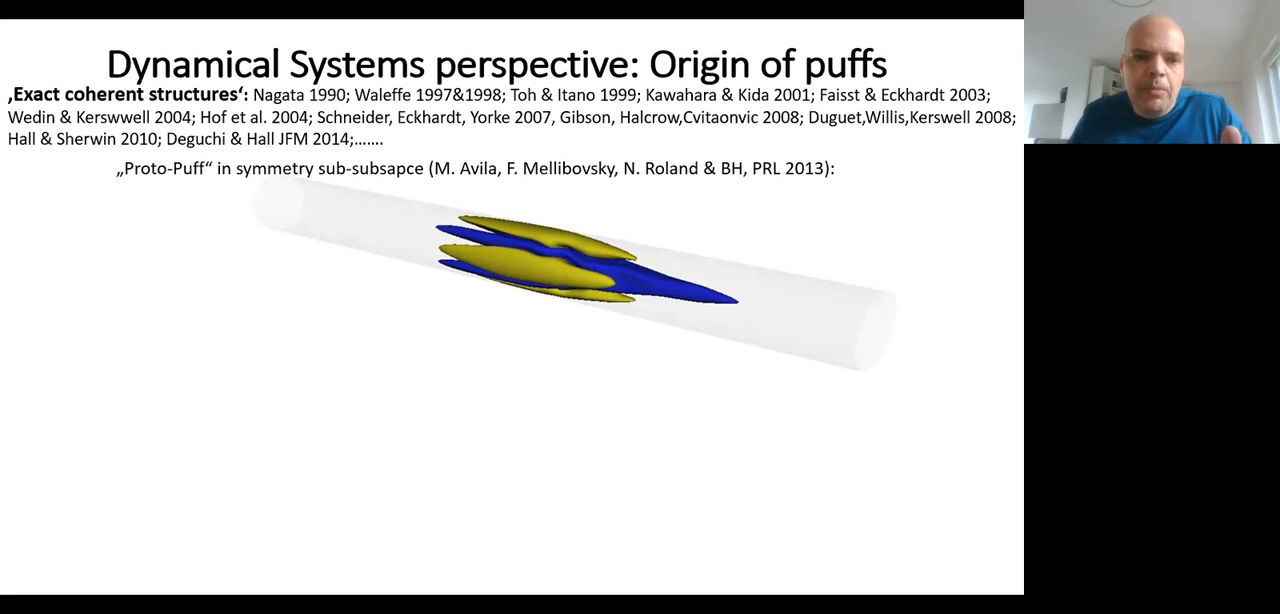 Dynamical Systems perspective: Origin of puffs
‚Exact coherent structures‘: Nagata 1990; Waleffe 1997&1998; Toh & Itano 1999; Kawahara & Kida 2001; Faisst & Eckhardt 2003;
Wedin & Kerswwell 2004; Hof et al. 2004; Schneider, Eckhardt, Yorke 2007, Gibson, Halcrow,Cvitaonvic 2008; Duguet,Willis,Kerswell 2008;
Hall & Sherwin 2010; Deguchi & Hall JFM 2014;.......
„Proto-Puff“ in symmetry sub-subsapce (M. Avila, F. Mellibovsky, N. Roland & BH, PRL 2013):